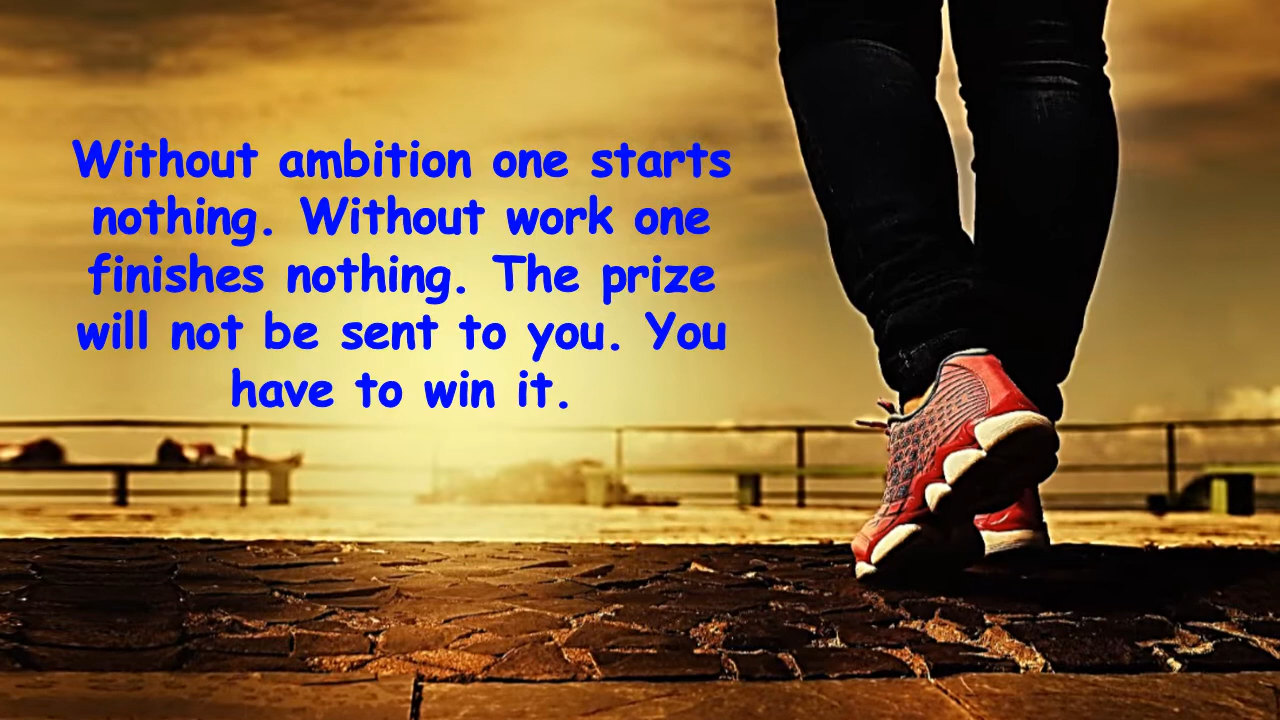 Without ambition one starts
nothing. Without work one
finishes nothing. The prize
will not be sent to you. You
have to win it.